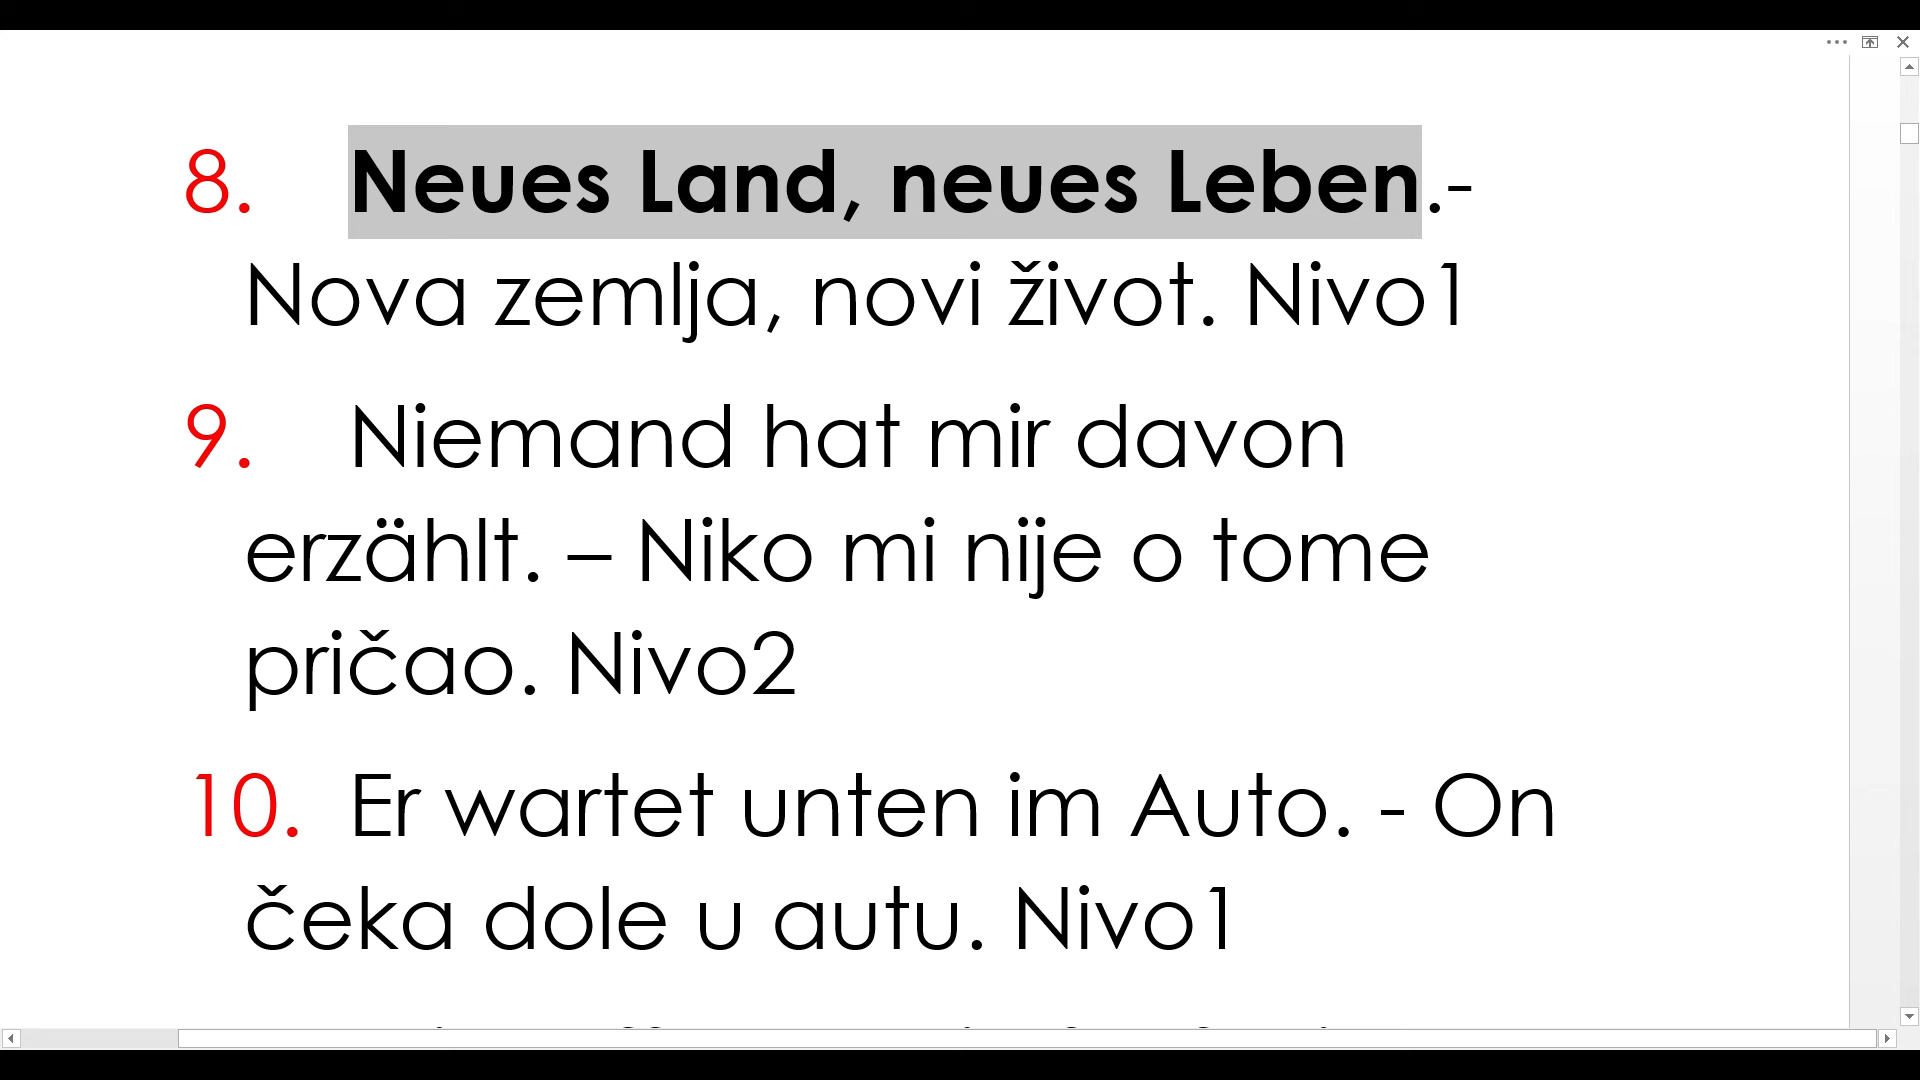 8. Neues Land, neues Leben.-
Nova zemlja, novi život. Nivo1
9. Niemand hat mir davon
erzählt. – Niko mi nije o tome
pričao. Nivo2
10. Er wartet unten im Auto. - On
čeka dole u autu. Nivo1